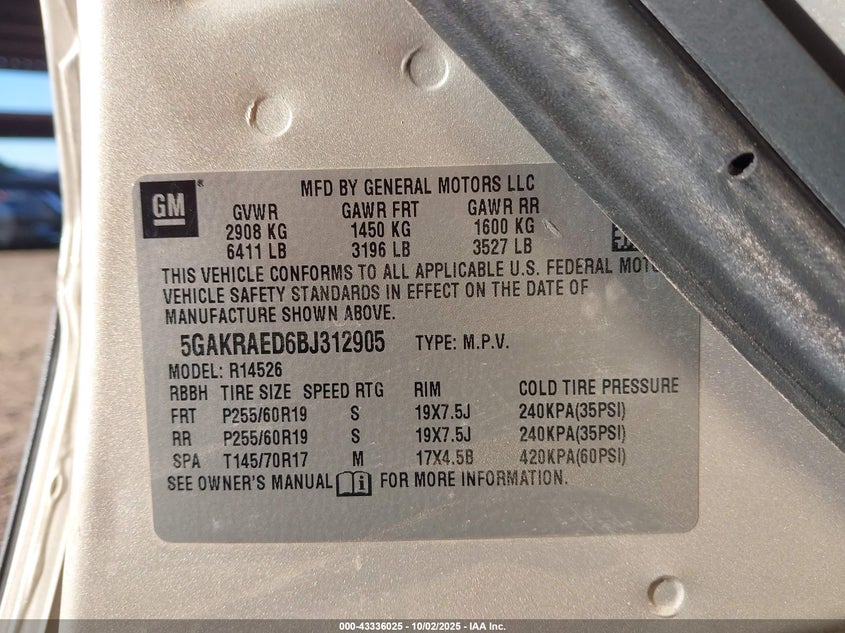 GM ®
MFD BY GENERAL MOTORS LLC
GVWR GAWR FRT GAWR RR
2908 KG 1450 KG 1600 KG
6411 LB 3196 LB 3527 LB
THIS VEHICLE CONFORMS TO ALL APPLICABLE U.S. FEDERAL MOTO
VEHICLE SAFETY STANDARDS IN EFFECT ON THE DATE OF
MANUFACTURE SHOWN ABOVE.
5GAKRAED6BJ312905 TYPE: M.P.V.
MODEL: R14526
RBBH TIRE SIZE SPEED RTG RIM COLD TIRE PRESSURE
FRT P255/60R19 S 19X7.5J 240KPA(35PSI)
RR P255/60R19 S 19X7.5J 240KPA(35PSI)
SPA T145/70R17 M 17X4.5B 420KPA(60PSI)
SEE OWNER'S MANUAL FOR MORE INFORMATION.
000-43336025 - 10/02/2025 - IAA Inc.